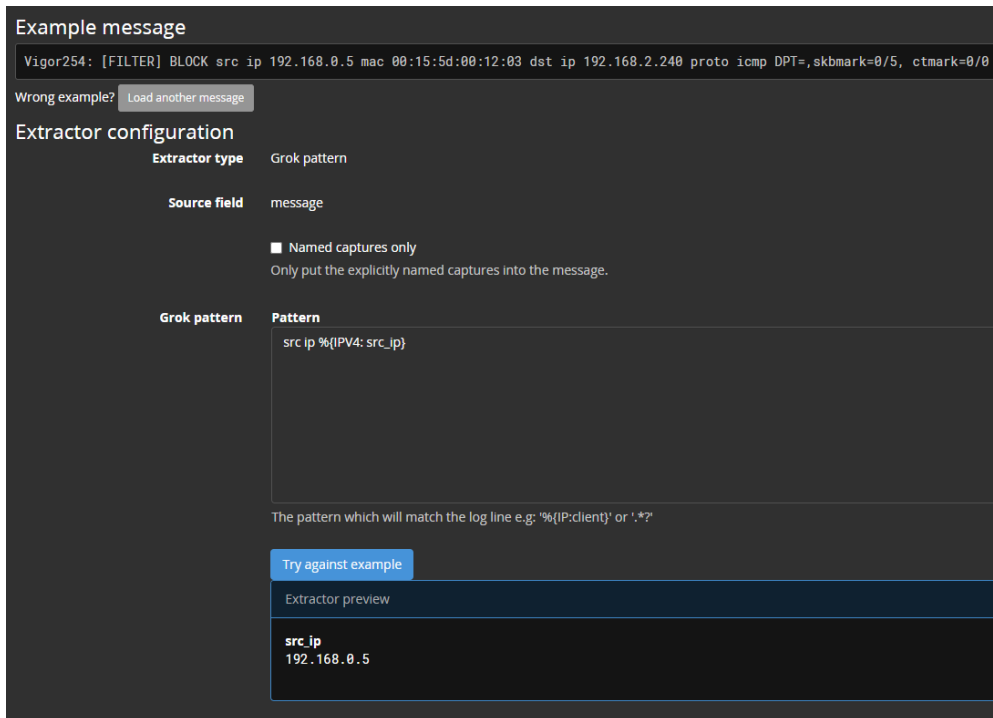 Example message
Vigor254: [FILTER] BLOCK src ip 192.168.0.5 mac 00:15:5d:00:12:03 dst ip 192.168.2.240 proto icmp DPT=,skbmark=0/5, ctmark=0/0
Wrong example? Load another message
Extractor configuration
Extractor type Grok pattern
Source field message
Named captures only
Only put the explicitly named captures into the message.
Grok pattern Pattern
src ip %{IPV4: src_ip}
The pattern which will match the log line e.g: '%{IP:client}' or '.*?'
Try against example
Extractor preview
src_ip
192.168.0.5